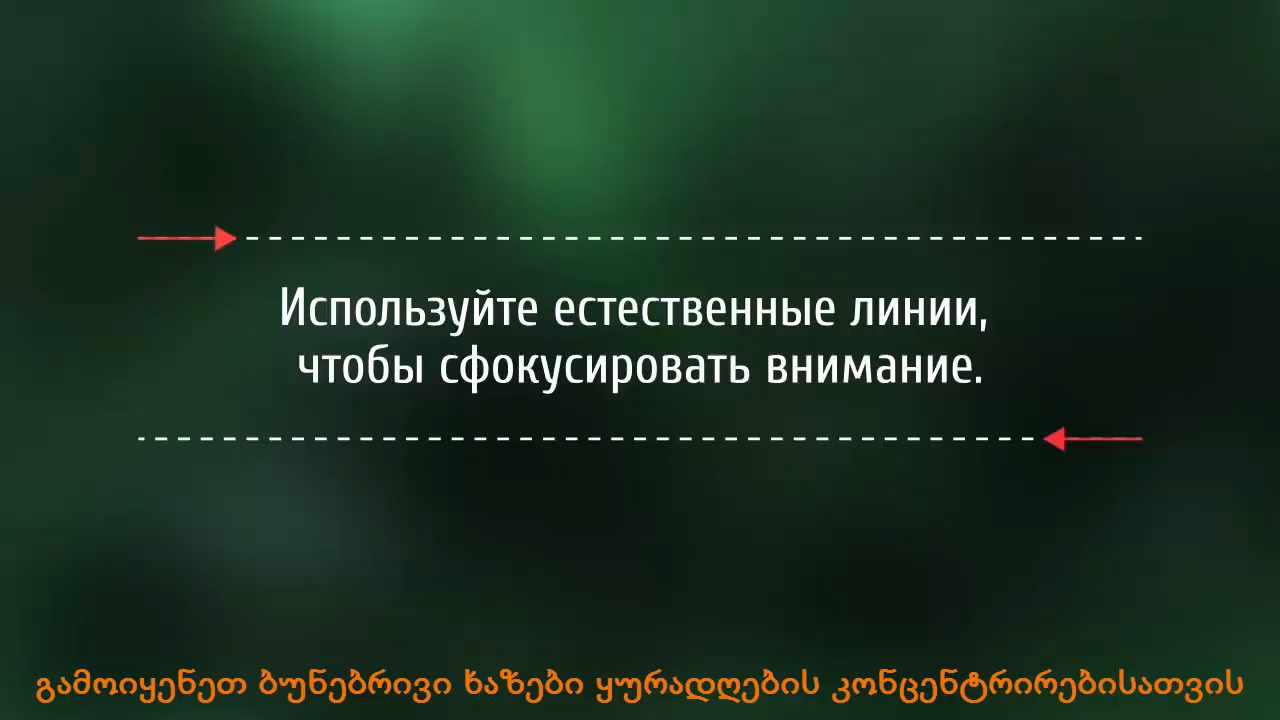 Используйте естественные линии,
чтобы сфокусировать внимание.
გამოიყენეთ ბუნებრივი ხაზები ყურადღების კონცენტრირებისათვის